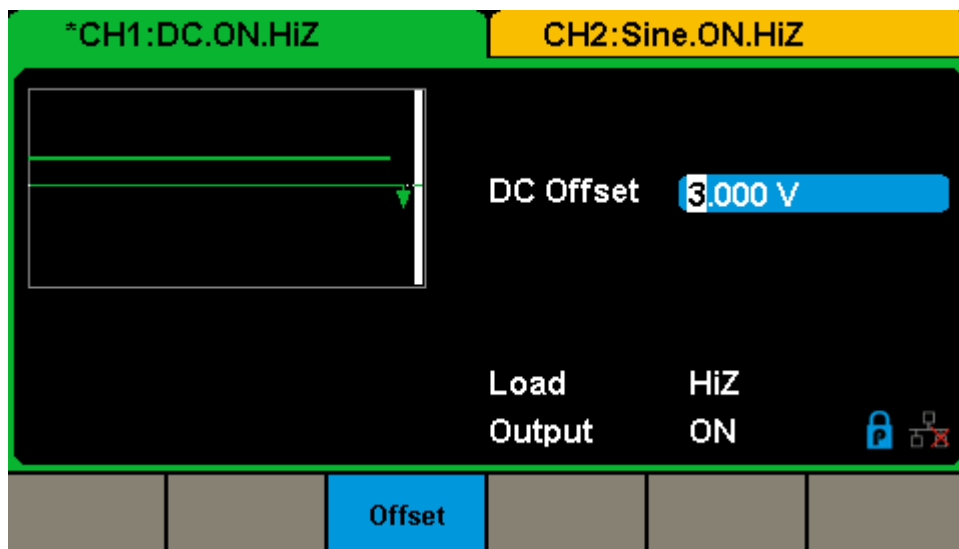 *CH1:DC.ON.HiZ
CH2:Sine.ON.HiZ
DC Offset 3.000 V
Load HiZ
Output ON
P
Offset